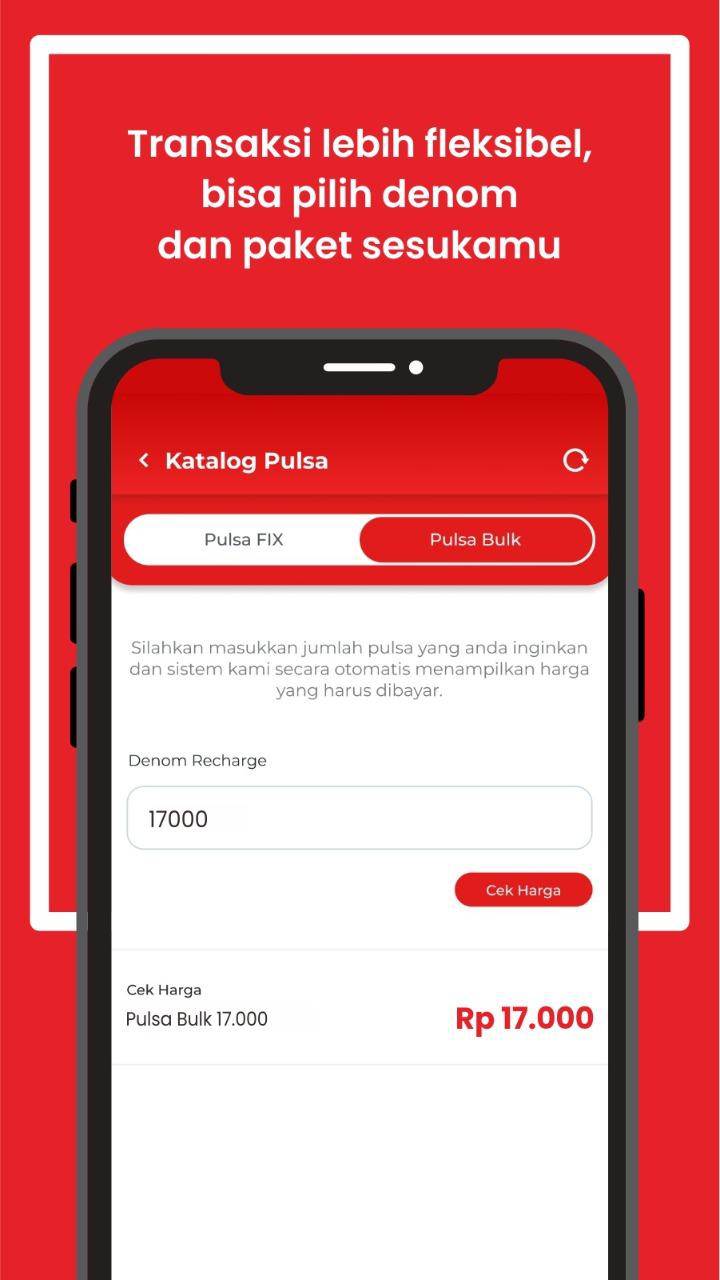 Transaksi lebih fleksibel,
bisa pilih denom
dan paket sesukamu
Katalog Pulsa
Pulsa FIX
Pulsa Bulk
Silahkan masukkan jumlah pulsa yang anda inginkan
dan sistem kami secara otomatis menampilkan harga
yang harus dibayar.
Denom Recharge
17000
Cek Harga
Cek Harga
Pulsa Bulk 17.000
Rp 17.000